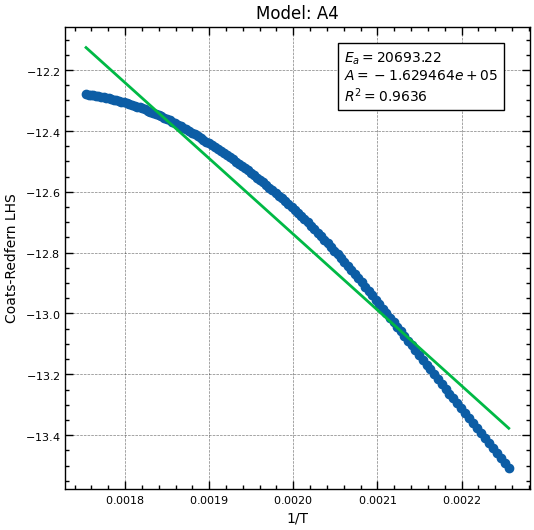 Model: A4
E_a = 20693.22
A = −1.629464e+05
R² = 0.9636
−12.2
−12.4
−12.6
−12.8
−13.0
−13.2
−13.4
Coats-Redfern LHS
0.0018 0.0019 0.0020 0.0021 0.0022
1/T